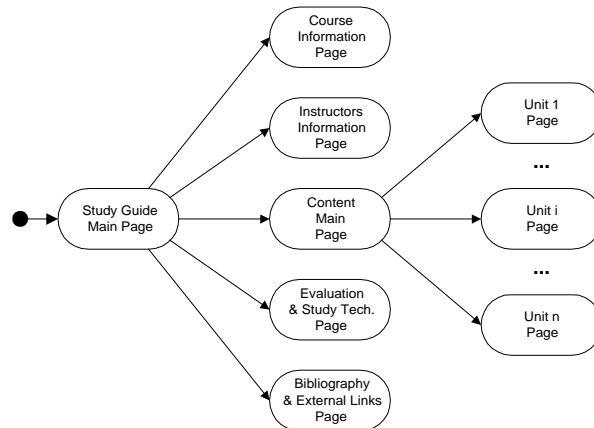 Course
Information
Page
Instructors
Information
Page
Unit 1
Page
...
Study Guide
Main Page
Content
Main
Page
Unit i
Page
...
Evaluation
& Study Tech.
Page
Unit n
Page
Bibliography
& External Links
Page